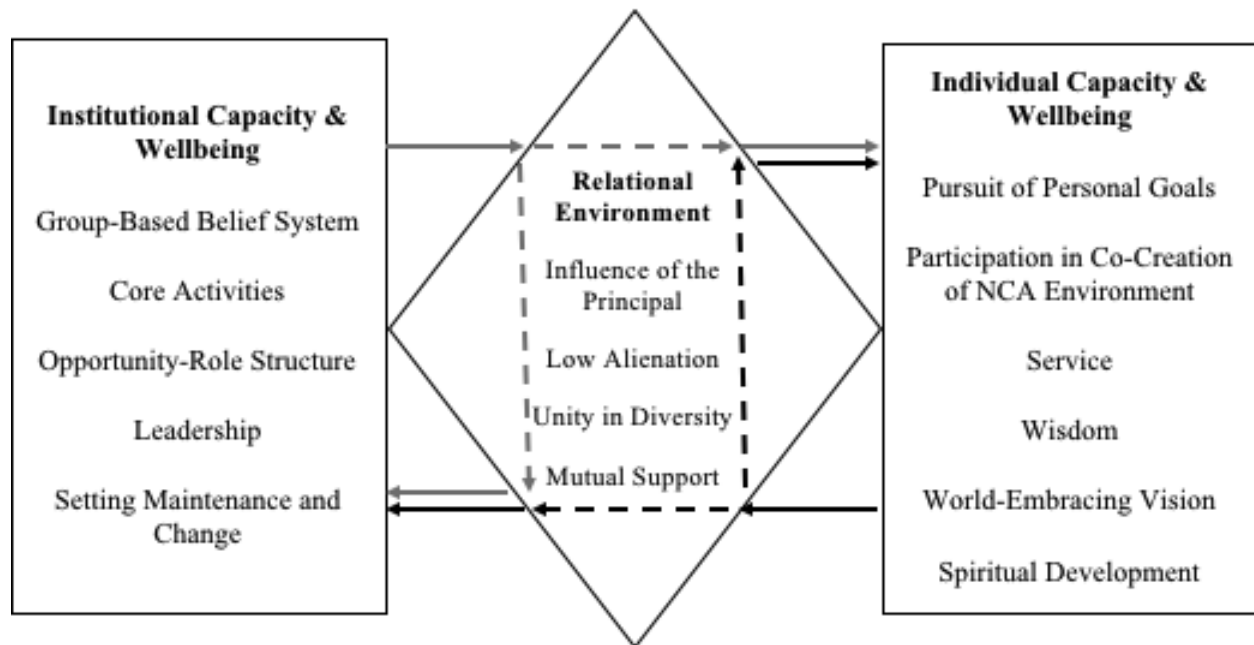 Institutional Capacity &
Wellbeing
Group-Based Belief System
Core Activities
Opportunity-Role Structure
Leadership
Setting Maintenance and
Change
Relational
Environment
Influence of the
Principal
Low Alienation
Unity in Diversity
Mutual Support
Individual Capacity &
Wellbeing
Pursuit of Personal Goals
Participation in Co-Creation
of NCA Environment
Service
Wisdom
World-Embracing Vision
Spiritual Development